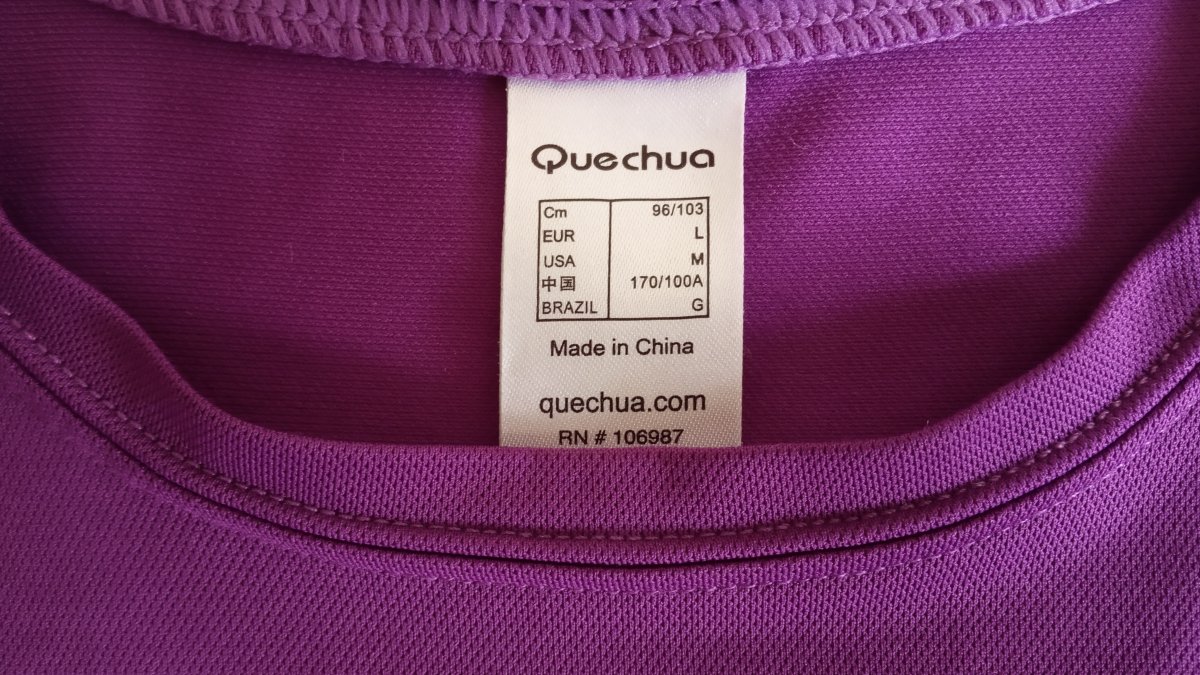 Quechua
Cm 96/103
EUR L
USA M
中国 170/100A
BRAZIL G
Made in China
quechua.com
RN # 106987